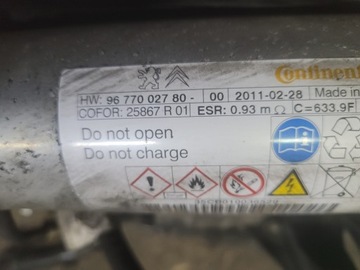 Continental
HW: 96 770 027 80 - 00 2011-02-28 Made in
COFOR: 25867 R 01 ESR: 0.93 m Ω C=633.9F
Do not open
Do not charge